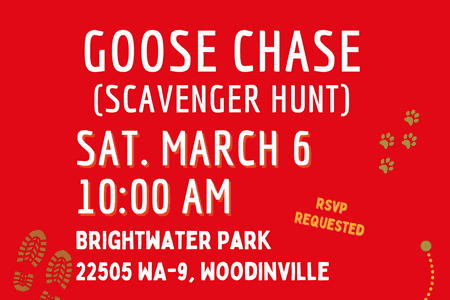 GOOSE CHASE
(SCAVENGER HUNT)
SAT. MARCH 6
10:00 AM
RSVP
REQUESTED
BRIGHTWATER PARK
22505 WA-9, WOODINVILLE